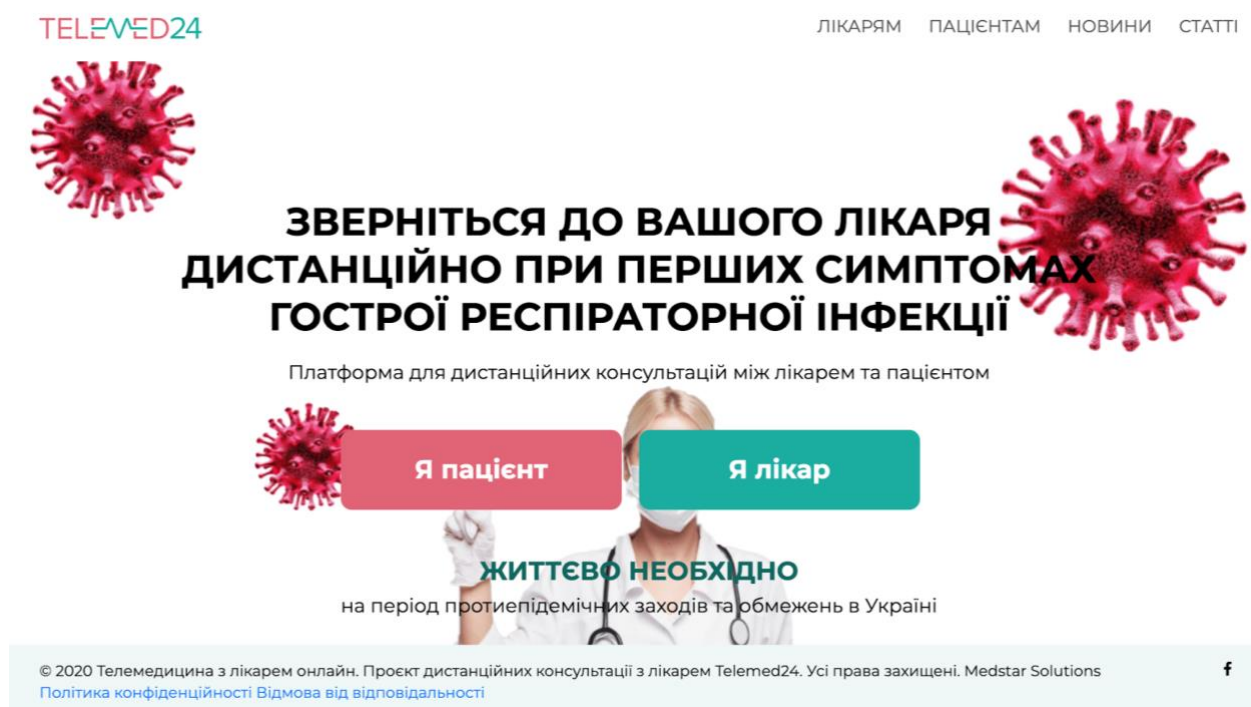 TELEMED24
ЛІКАРЯМ ПАЦІЄНТАМ НОВИНИ СТАТТІ
ЗВЕРНІТЬСЯ ДО ВАШОГО ЛІКАРЯ
ДИСТАНЦІЙНО ПРИ ПЕРШИХ СИМПТОМАХ
ГОСТРОЇ РЕСПІРАТОРНОЇ ІНФЕКЦІЇ
Платформа для дистанційних консультацій між лікарем та пацієнтом
Я пацієнт Я лікар
ЖИТТЄВО НЕОБХІДНО
на період протиепідемічних заходів та обмежень в Україні
© 2020 Телемедицина з лікарем онлайн. Проєкт дистанційних консультації з лікарем Telemed24. Усі права захищені. Medstar Solutions
Політика конфіденційності Відмова від відповідальності